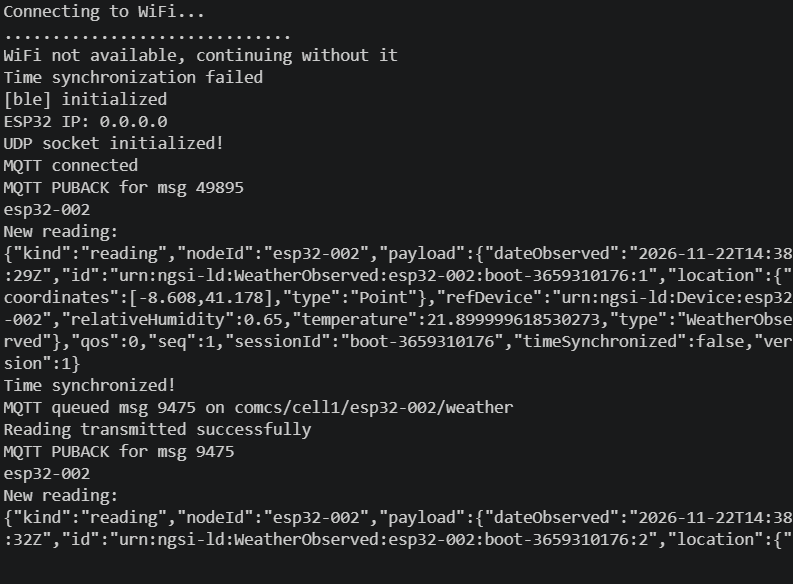 Connecting to WiFi...
..............................
WiFi not available, continuing without it
Time synchronization failed
[ble] initialized
ESP32 IP: 0.0.0.0
UDP socket initialized!
MQTT connected
MQTT PUBACK for msg 49895
esp32-002
New reading:
{"kind":"reading","nodeId":"esp32-002","payload":{"dateObserved":"2026-11-22T14:38
:29Z","id":"urn:ngsi-ld:WeatherObserved:esp32-002:boot-3659310176:1","location":{"
coordinates":[-8.608,41.178],"type":"Point"},"refDevice":"urn:ngsi-ld:Device:esp32
-002","relativeHumidity":0.65,"temperature":21.899999618530273,"type":"WeatherObse
rved"},"qos":0,"seq":1,"sessionId":"boot-3659310176","timeSynchronized":false,"ver
sion":1}
Time synchronized!
MQTT queued msg 9475 on comcs/cell1/esp32-002/weather
Reading transmitted successfully
MQTT PUBACK for msg 9475
esp32-002
New reading:
{"kind":"reading","nodeId":"esp32-002","payload":{"dateObserved":"2026-11-22T14:38
:32Z","id":"urn:ngsi-ld:WeatherObserved:esp32-002:boot-3659310176:2","location":{"